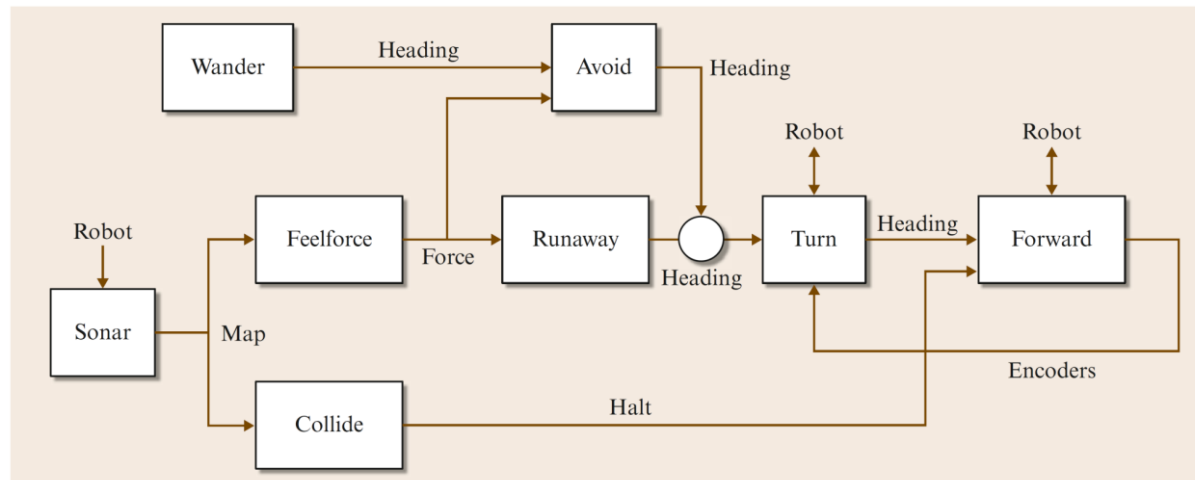 Heading
Wander
Avoid
Heading
Robot
Robot
Robot
Feelforce
Force
Runaway
Heading
Turn
Heading
Forward
Sonar
Map
Encoders
Collide
Halt